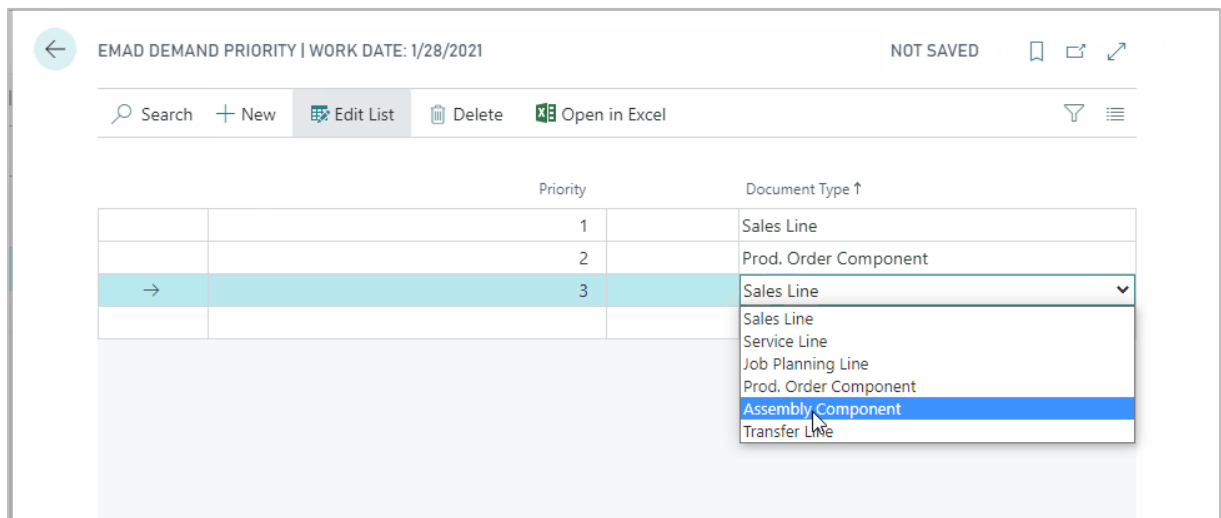 EMAD DEMAND PRIORITY | WORK DATE: 1/28/2021 NOT SAVED
Search New Edit List Delete Open in Excel
Priority Document Type ↑
1 Sales Line
2 Prod. Order Component
→ 3 Sales Line
Sales Line
Service Line
Job Planning Line
Prod. Order Component
Assembly Component
Transfer Line